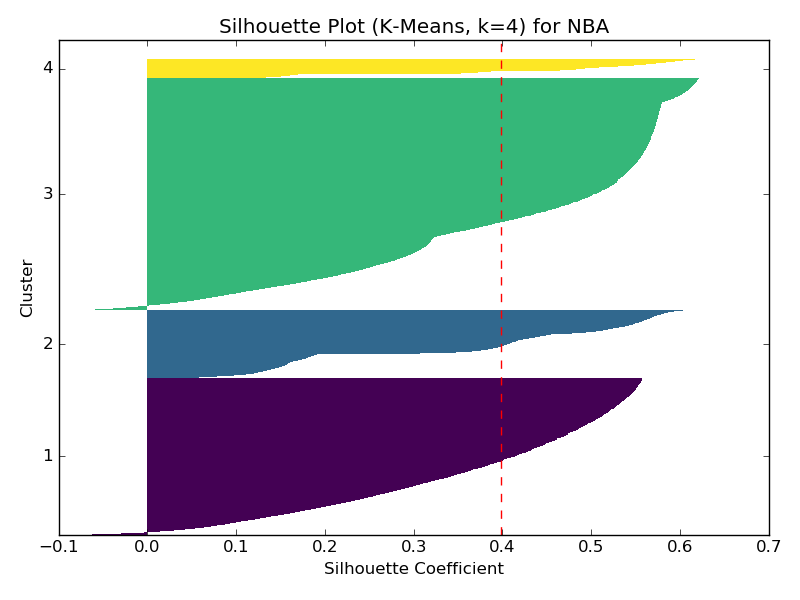 Silhouette Plot (K-Means, k=4) for NBA
4
3
2
1
Cluster
−0.1 0.0 0.1 0.2 0.3 0.4 0.5 0.6 0.7
Silhouette Coefficient